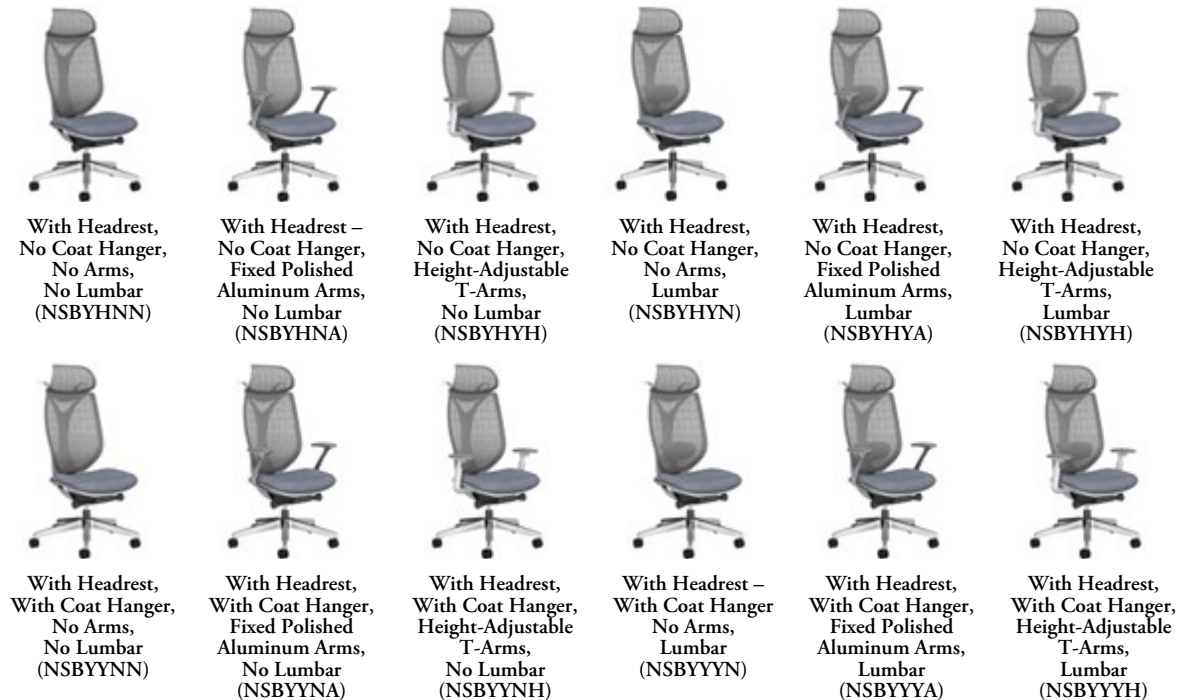 With Headrest,
No Coat Hanger,
No Arms,
No Lumbar
(NSBYHNN)
With Headrest –
No Coat Hanger,
Fixed Polished
Aluminum Arms,
No Lumbar
(NSBYHNA)
With Headrest,
No Coat Hanger,
Height-Adjustable
T-Arms,
No Lumbar
(NSBYHYH)
With Headrest,
No Coat Hanger,
No Arms,
Lumbar
(NSBYHYN)
With Headrest,
No Coat Hanger,
Fixed Polished
Aluminum Arms,
Lumbar
(NSBYHYA)
With Headrest,
No Coat Hanger,
Height-Adjustable
T-Arms,
Lumbar
(NSBYHYH)
With Headrest,
With Coat Hanger,
No Arms,
No Lumbar
(NSBYYNN)
With Headrest,
With Coat Hanger,
Fixed Polished
Aluminum Arms,
No Lumbar
(NSBYYNA)
With Headrest,
With Coat Hanger,
Height-Adjustable
T-Arms,
No Lumbar
(NSBYYNH)
With Headrest –
With Coat Hanger
No Arms,
Lumbar
(NSBYYYN)
With Headrest,
With Coat Hanger,
Fixed Polished
Aluminum Arms,
Lumbar
(NSBYYYA)
With Headrest,
With Coat Hanger,
Height-Adjustable
T-Arms,
Lumbar
(NSBYYYH)